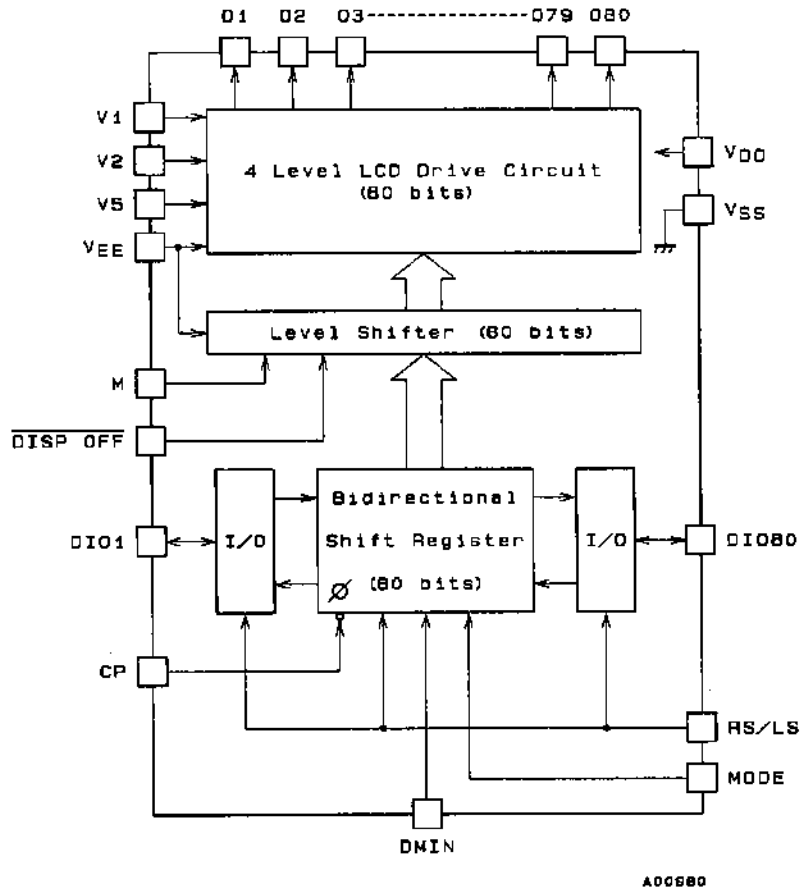 O1 O2 O3 O79 O80
V1
V2
V5
VEE
4 Level LCD Drive Circuit
(80 bits)
VDD
VSS
Level Shifter (80 bits)
M
DISP OFF
DIO1
I/O
Bidirectional
Shift Register
(80 bits)
Ø
I/O
DIO80
CP
RS/LS
MODE
DMIN